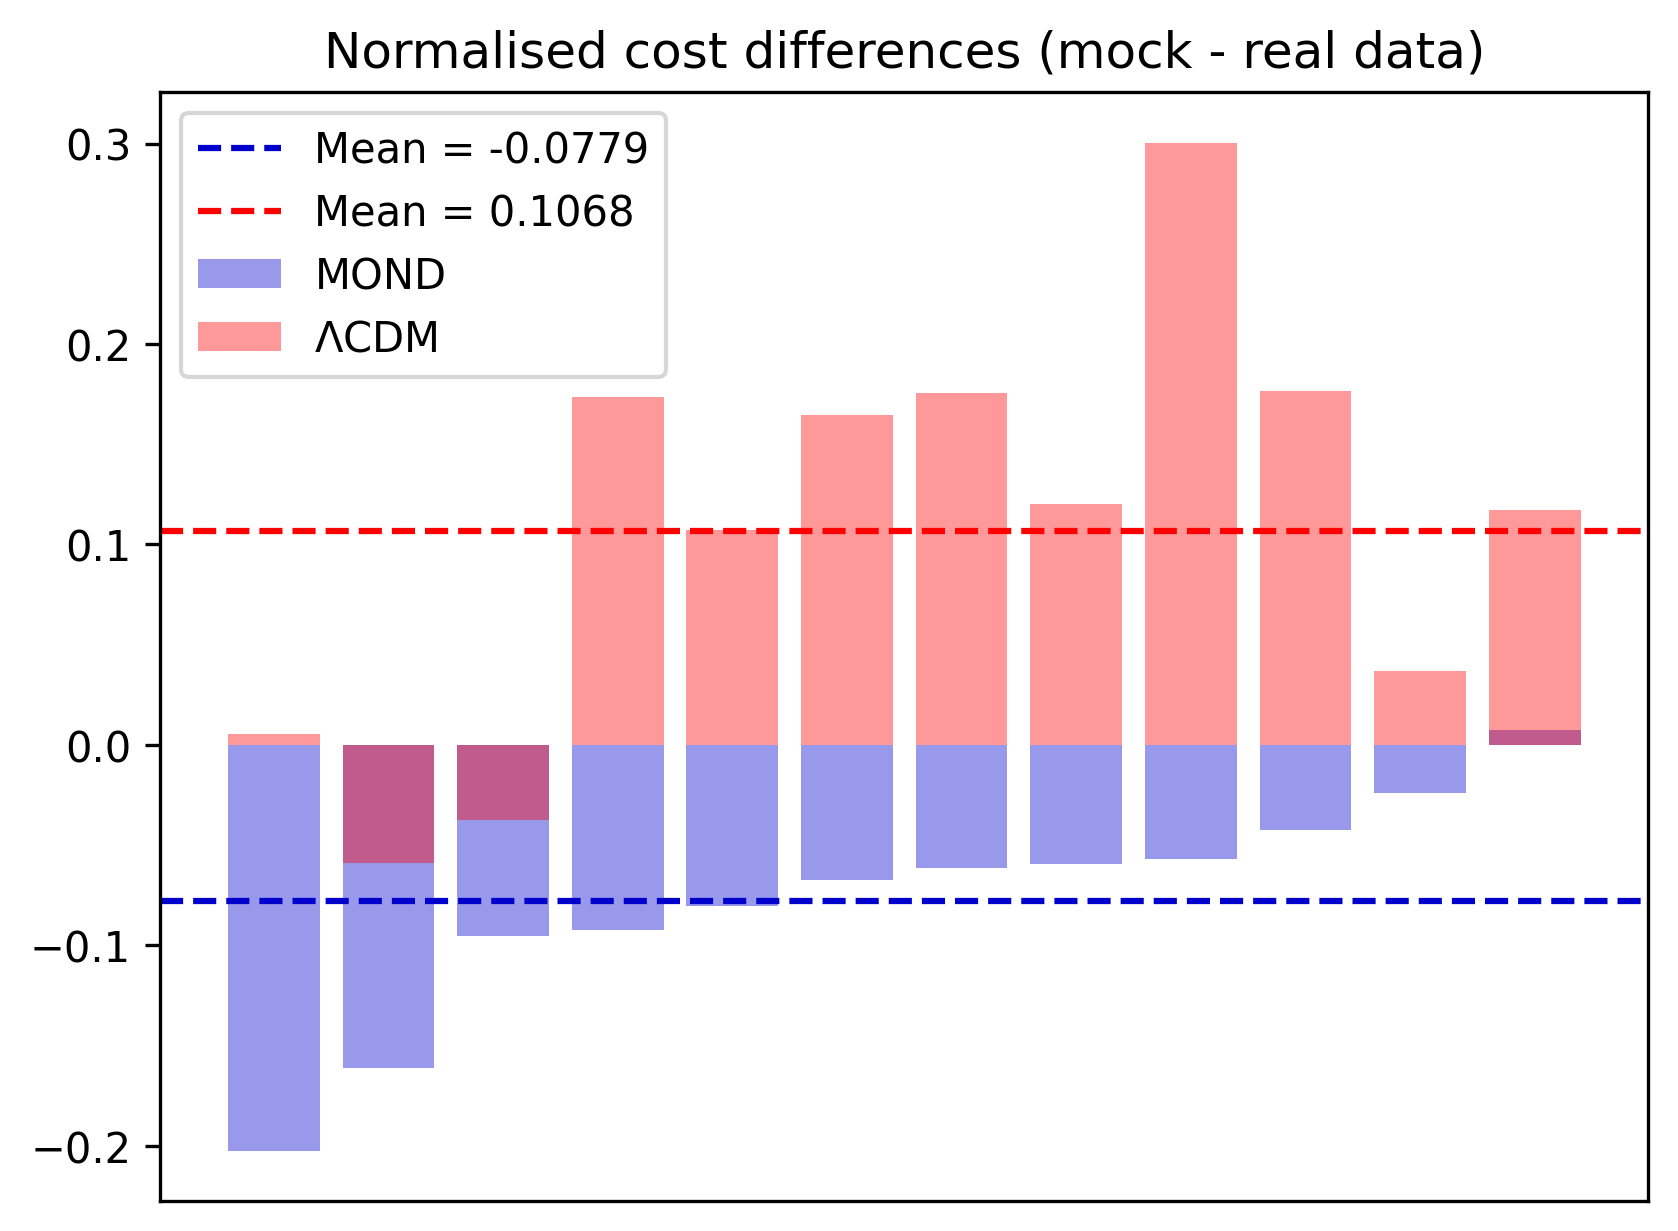 Normalised cost differences (mock - real data)
Mean = -0.0779
Mean = 0.1068
MOND
ΛCDM
0.3
0.2
0.1
0.0
−0.1
−0.2